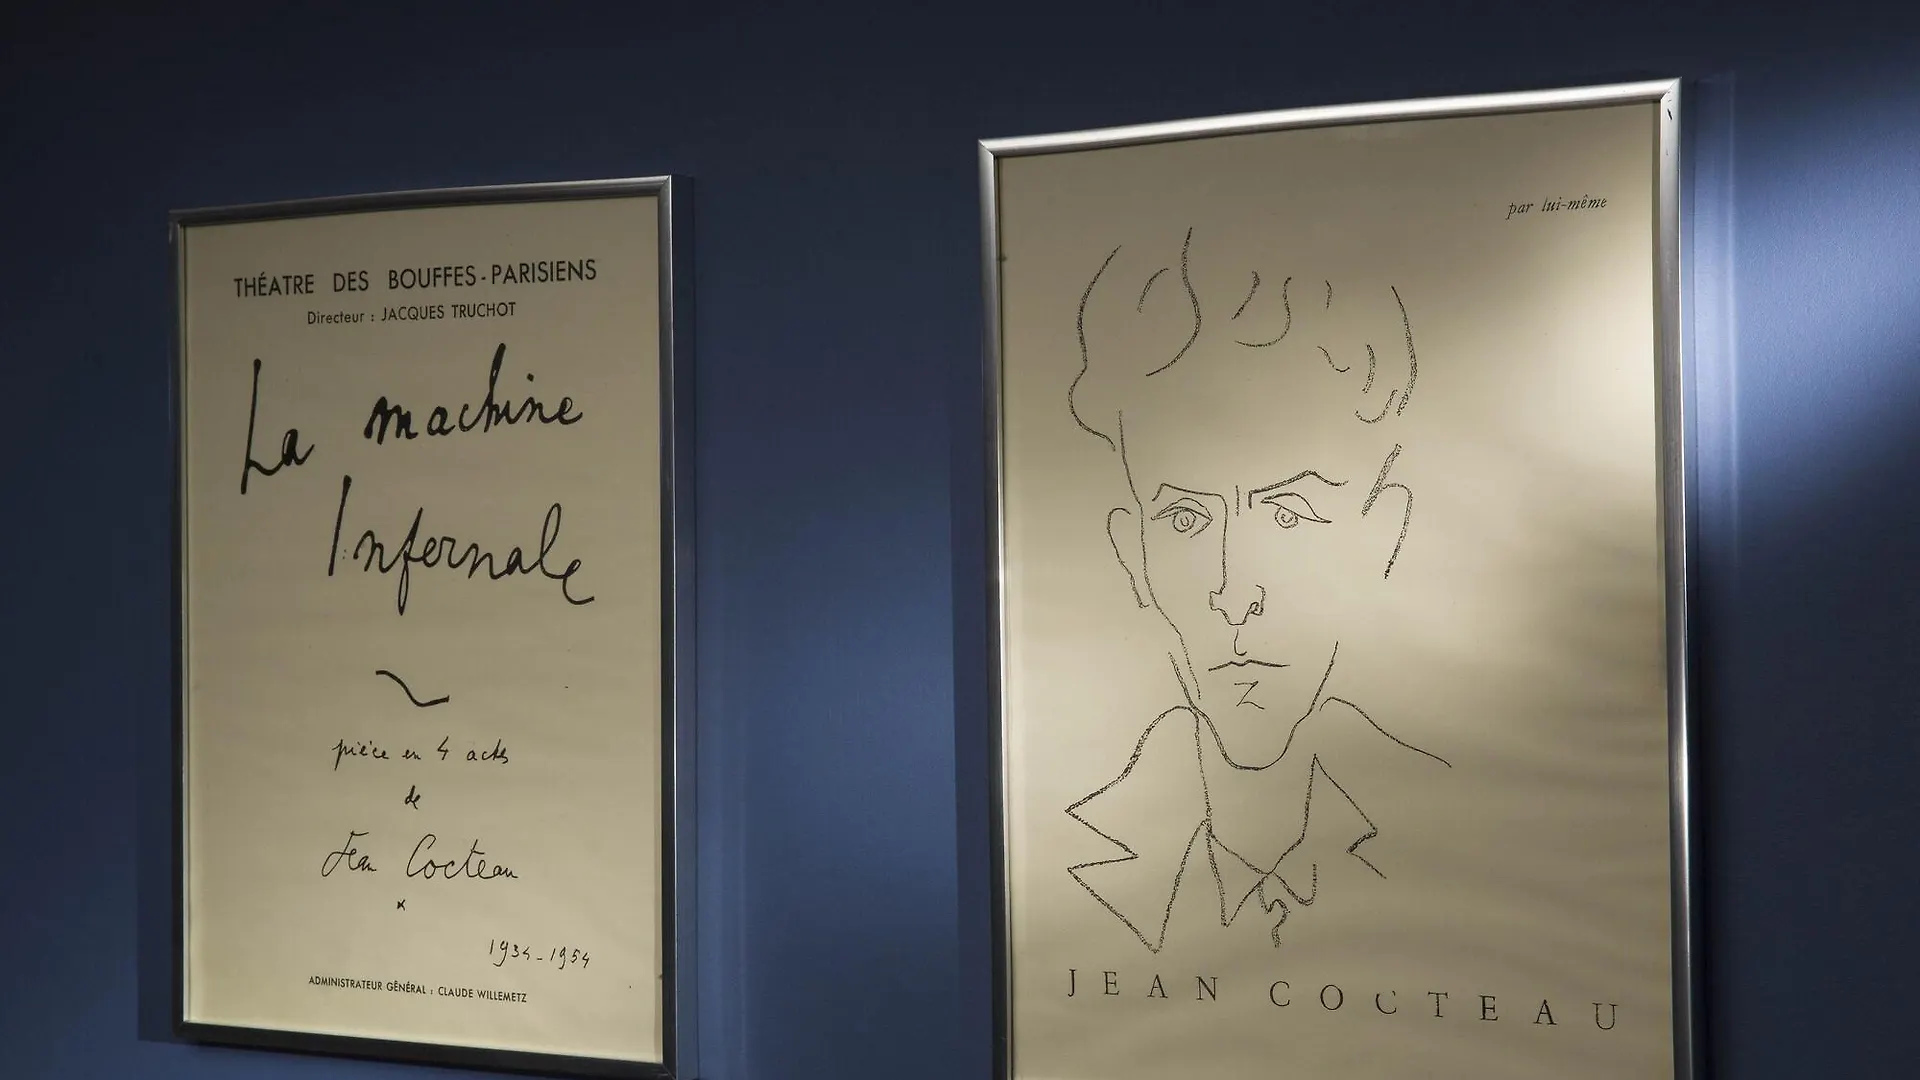 THÉATRE DES BOUFFES-PARISIENS
Directeur : JACQUES TRUCHOT
La machine
Infernale
pièce en 4 actes
de
Jean Cocteau
1934-1954
ADMINISTRATEUR GÉNÉRAL : CLAUDE WILLEMETZ
par lui-même
JEAN COCTEAU